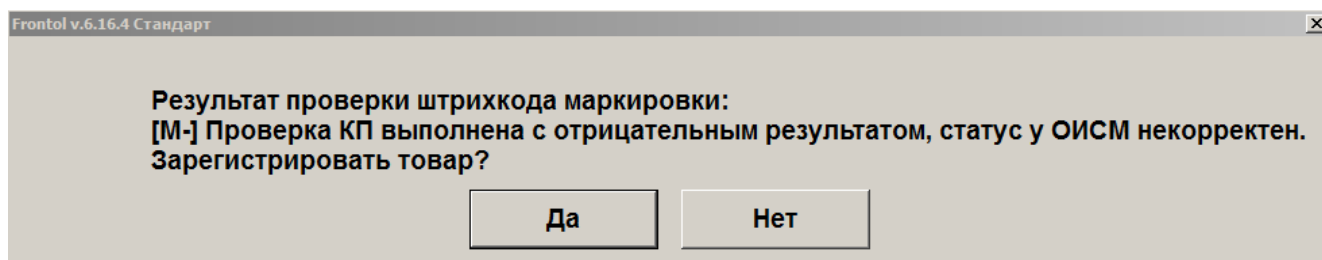 Frontol v.6.16.4 Стандарт
Результат проверки штрихкода маркировки:
[M-] Проверка КП выполнена с отрицательным результатом, статус у ОИСМ некорректен.
Зарегистрировать товар?
Да Нет